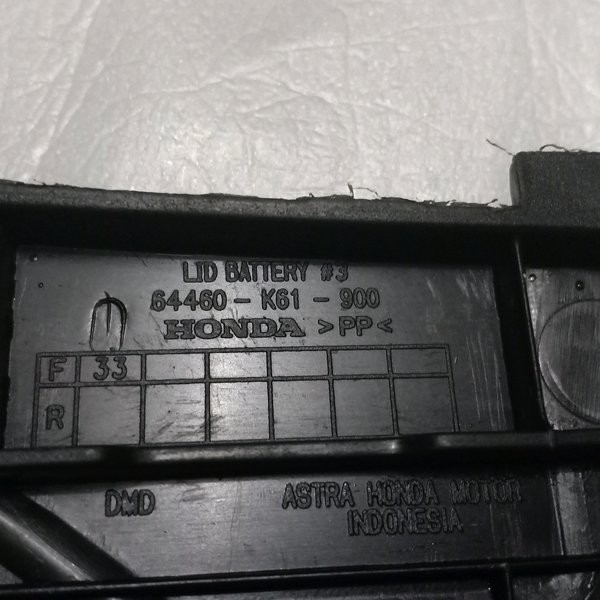 LID BATTERY #3
64460 - K61 - 900
HONDA >PP<
F 33
R
DMD
ASTRA HONDA MOTOR
INDONESIA